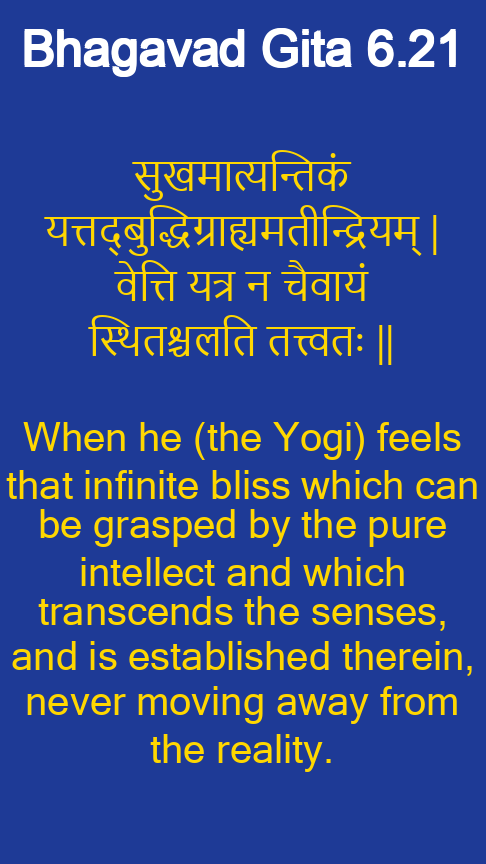 Bhagavad Gita 6.21
सुखमात्यन्तिकं
यत्तद्बुद्धिग्राह्यमतीन्द्रियम् |
वेत्ति यत्र न चैवायं
स्थितश्चलति तत्त्वतः ||
When he (the Yogi) feels
that infinite bliss which can
be grasped by the pure
intellect and which
transcends the senses,
and is established therein,
never moving away from
the reality.